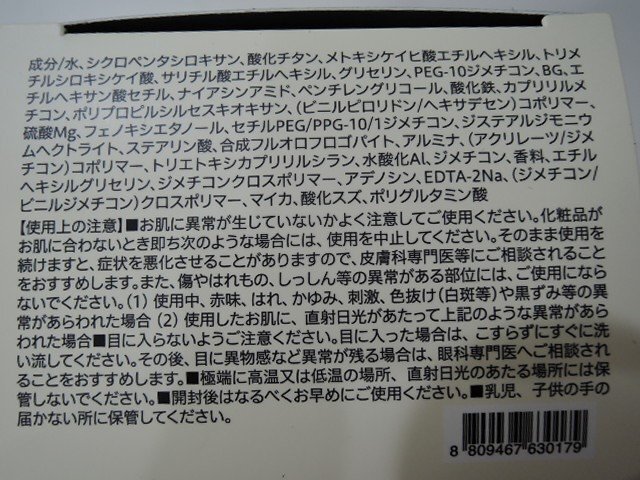 成分/水、シクロペンタシロキサン、酸化チタン、メトキシケイヒ酸エチルヘキシル、トリメ
チルシロキシケイ酸、サリチル酸エチルヘキシル、グリセリン、PEG-10ジメチコン、BG、エ
チルヘキサン酸セチル、ナイアシンアミド、ペンチレングリコール、酸化鉄、カプリリルメ
チコン、ポリプロピルシルセスキオキサン、(ビニルピロリドン/ヘキサデセン)コポリマー、
硫酸Mg、フェノキシエタノール、セチルPEG/PPG-10/1ジメチコン、ジステアルジモニウ
ムヘクトライト、ステアリン酸、合成フルオロフロゴパイト、アルミナ、(アクリレーツ/ジメ
チコン)コポリマー、トリエトキシカプリリルシラン、水酸化Al、ジメチコン、香料、エチル
ヘキシルグリセリン、ジメチコンクロスポリマー、アデノシン、EDTA-2Na、(ジメチコン/
ビニルジメチコン)クロスポリマー、マイカ、酸化スズ、ポリグルタミン酸
【使用上の注意】■お肌に異常が生じていないかよく注意してご使用ください。化粧品が
お肌に合わないとき即ち次のような場合には、使用を中止してください。そのまま使用を
続けますと、症状を悪化させることがありますので、皮膚科専門医等にご相談されること
をおすすめします。また、傷やはれもの、しっしん等の異常がある部位には、ご使用になら
ないでください。(1) 使用中、赤味、はれ、かゆみ、刺激、色抜け(白斑等)や黒ずみ等の異
常があらわれた場合 (2) 使用したお肌に、直射日光があたって上記のような異常があら
われた場合■目に入らないようご注意ください。目に入った場合は、こすらずにすぐに洗
い流してください。その後、目に異物感など異常が残る場合は、眼科専門医へご相談され
ることをおすすめします。■極端に高温又は低温の場所、直射日光のあたる場所には保
管しないでください。■開封後はなるべくお早めにご使用ください。■乳児、子供の手の
届かない所に保管してください。
8 809467 630179